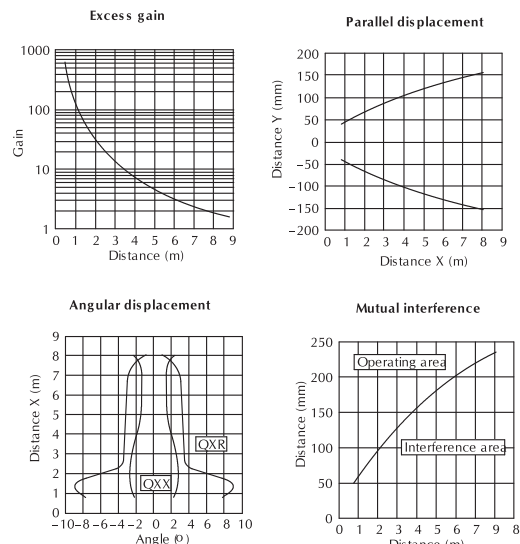 Excess gain
1000
100
10
1
Gain
0 1 2 3 4 5 6 7 8 9
Distance (m)
Parallel displacement
200
150
100
50
0
-50
-100
-150
-200
Distance Y (mm)
0 1 2 3 4 5 6 7 8 9
Distance X (m)
Angular displacement
9
8
7
6
5
4
3
2
1
0
Distance X (m)
QXR
QXX
-10 -8 -6 -4 -2 0 2 4 6 8 10
Angle (º)
Mutual interference
250
200
150
100
50
0
Distance (mm)
Operating area
Interference area
0 1 2 3 4 5 6 7 8
Distance (m)